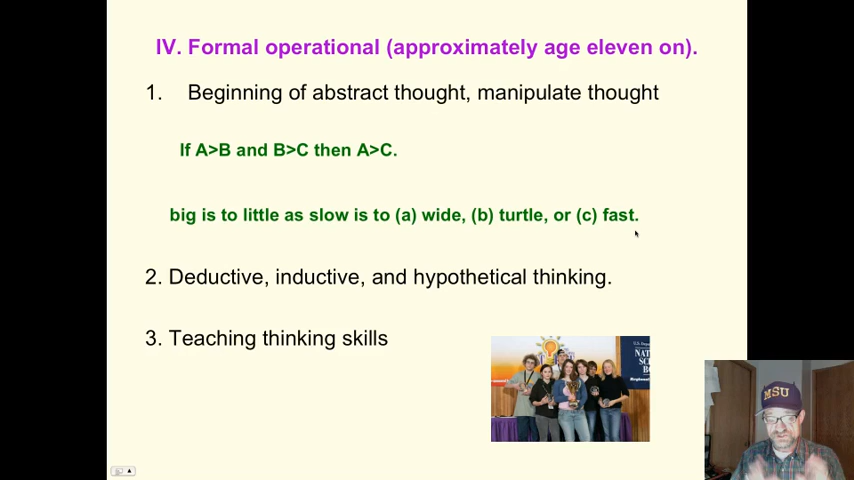 IV. Formal operational (approximately age eleven on).
1. Beginning of abstract thought, manipulate thought
If A>B and B>C then A>C.
big is to little as slow is to (a) wide, (b) turtle, or (c) fast.
2. Deductive, inductive, and hypothetical thinking.
3. Teaching thinking skills
MSU